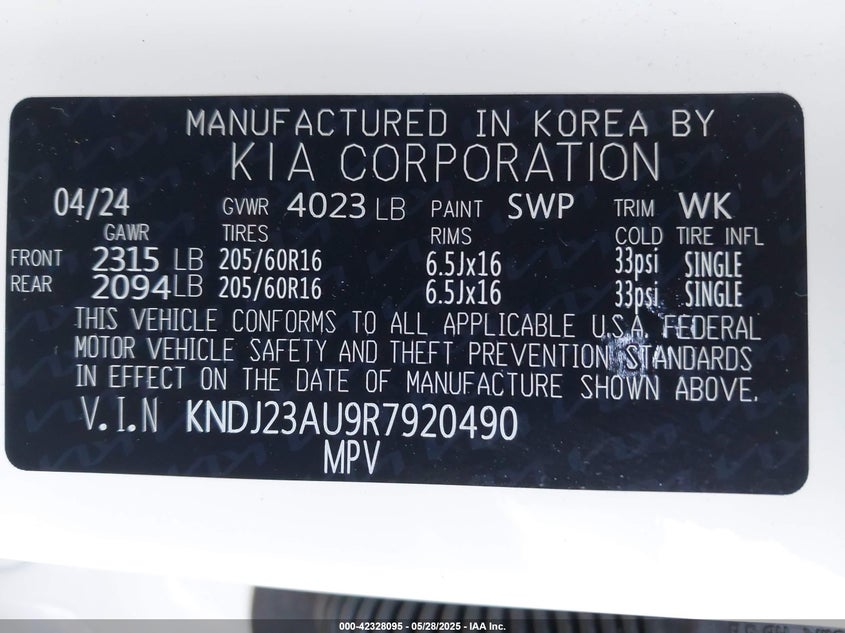 MANUFACTURED IN KOREA BY
KIA CORPORATION
04/24 GVWR 4023 LB PAINT SWP TRIM WK
GAWR TIRES RIMS COLD TIRE INFL
FRONT 2315 LB 205/60R16 6.5Jx16 33psi SINGLE
REAR 2094 LB 205/60R16 6.5Jx16 33psi SINGLE
THIS VEHICLE CONFORMS TO ALL APPLICABLE U.S.A. FEDERAL
MOTOR VEHICLE SAFETY AND THEFT PREVENTION STANDARDS
IN EFFECT ON THE DATE OF MANUFACTURE SHOWN ABOVE.
V.I.N KNDJ23AU9R7920490
MPV
000-42328095 - 05/28/2025 - IAA Inc.